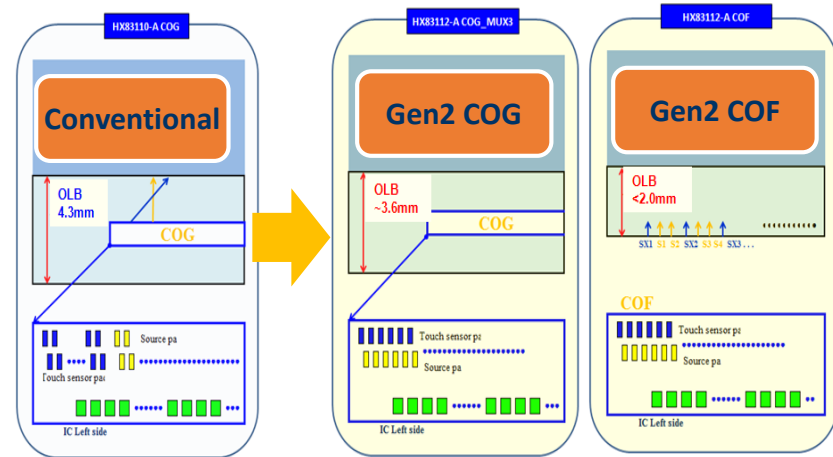 HX83110-A COG
Conventional
OLB
4.3mm
COG
Source pa
Touch sensor pad
IC Left side
HX83112-A COG_MUX3
Gen2 COG
OLB
~3.6mm
COG
Touch sensor pa
Source pa
IC Left side
HX83112-A COF
Gen2 COF
OLB
<2.0mm
SX1 S1 S2 SX2 S3 S4 SX3 ...
COF
Touch sensor pa
Source pa
IC Left side